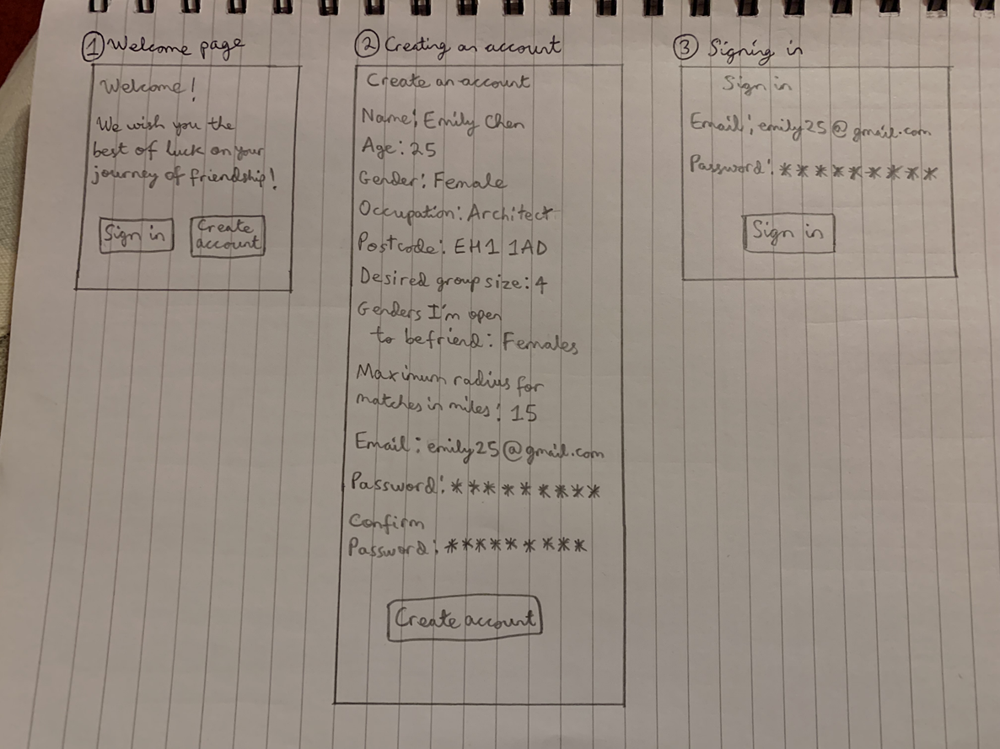 ① Welcome page
Welcome!
We wish you the
best of luck on your
journey of friendship!
Sign in
Create
account
② Creating an account
Create an account
Name: Emily Chen
Age: 25
Gender: Female
Occupation: Architect
Postcode: EH1 1AD
Desired group size: 4
Genders I'm open
to befriend: Females
Maximum radius for
matches in miles: 15
Email: emily25@gmail.com
Password: *********
Confirm
Password: *********
Create account
③ Signing in
Sign in
Email: emily25@gmail.com
Password: *********
Sign in